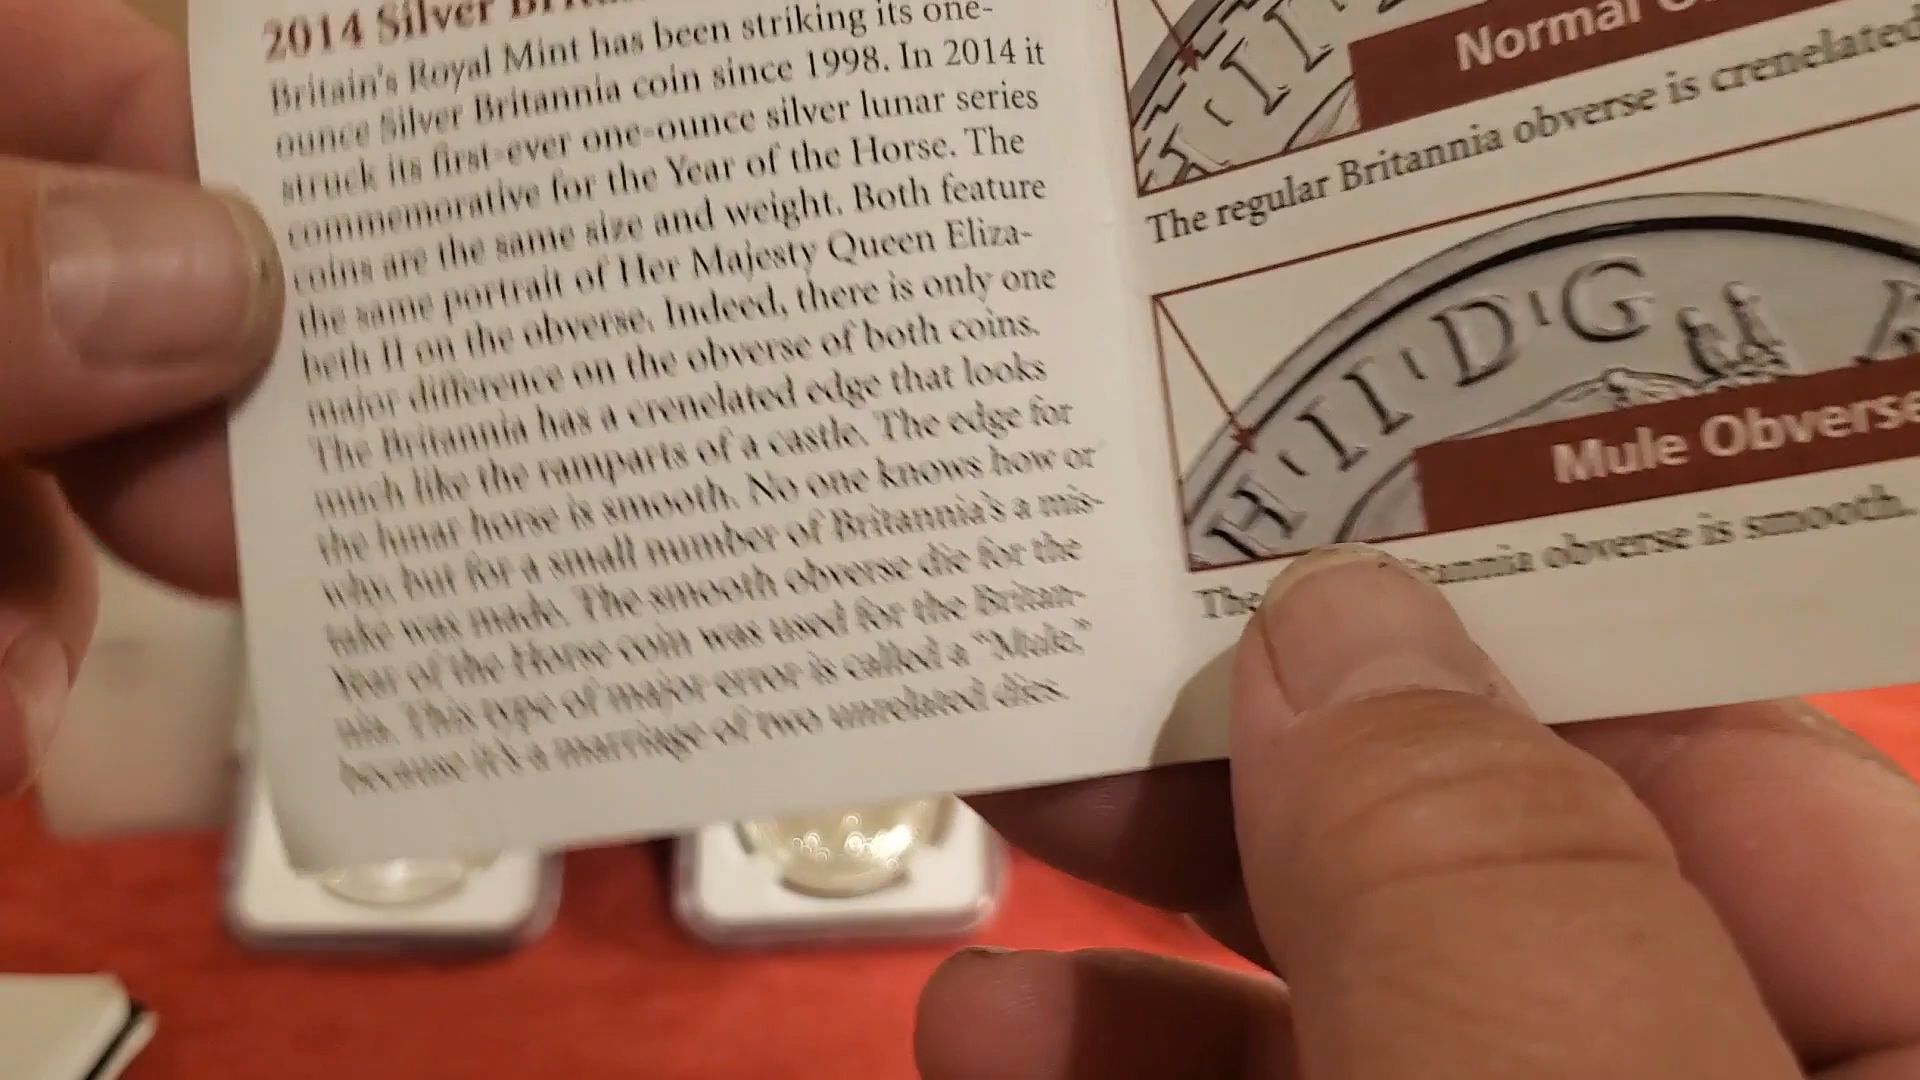 2014 Silver
Britain's Royal Mint has been striking its one-
ounce Silver Britannia coin since 1998. In 2014 it
struck its first-ever one-ounce silver lunar series
commemorative for the Year of the Horse. The
coins are the same size and weight. Both feature
the same portrait of Her Majesty Queen Eliza-
beth II on the obverse. Indeed, there is only one
major difference on the obverse of both coins.
The Britannia has a crenelated edge that looks
much like the ramparts of a castle. The edge for
the lunar horse is smooth. No one knows how or
why, but for a small number of Britannia's a mis-
take was made. The smooth obverse die for the
Year of the Horse coin was used for the Britan-
nia. This type of major error is called a "Mule,"
because it's a marriage of two unrelated dies.
H·II
Normal
The regular Britannia obverse is crenelated
H·II·D·G
Mule Obverse
The obverse is smooth.